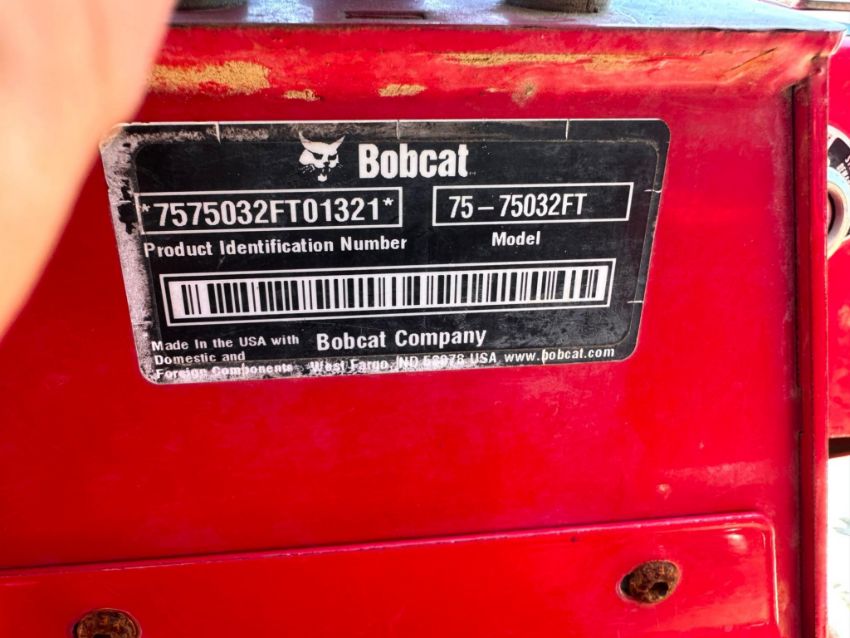 Bobcat
*7575032FT01321*
75-75032FT
Product Identification Number
Model
Made In the USA with
Domestic and
Foreign Components
Bobcat Company
West Fargo, ND 58078 USA www.bobcat.com